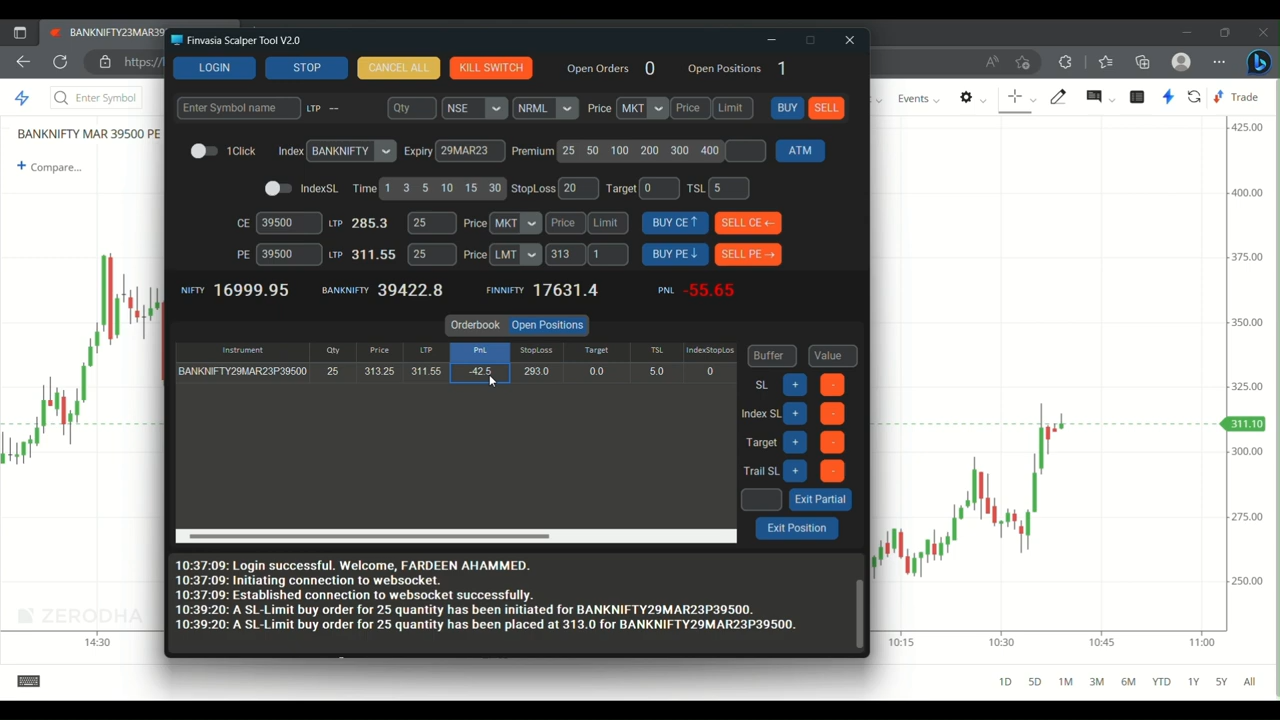 BANKNIFTY23MAR39
https://
Enter Symbol
Events
Trade
BANKNIFTY MAR 39500 PE
+ Compare...
Finvasia Scalper Tool V2.0
LOGIN STOP CANCEL ALL KILL SWITCH Open Orders 0 Open Positions 1
Enter Symbol name LTP -- Qty NSE NRML Price MKT Price Limit BUY SELL
1Click Index BANKNIFTY Expiry 29MAR23 Premium 25 50 100 200 300 400 ATM
IndexSL Time 1 3 5 10 15 30 StopLoss 20 Target 0 TSL 5
CE 39500 LTP 285.3 25 Price MKT Price Limit BUY CE ↑ SELL CE ←
PE 39500 LTP 311.55 25 Price LMT 313 1 BUY PE ↓ SELL PE →
NIFTY 16999.95 BANKNIFTY 39422.8 FINNIFTY 17631.4 PNL -55.65
Orderbook Open Positions
Instrument Qty Price LTP PnL StopLoss Target TSL IndexStopLos
BANKNIFTY29MAR23P39500 25 313.25 311.55 -42.5 293.0 0.0 5.0 0
Buffer Value
SL + -
Index SL + -
Target + -
Trail SL + -
Exit Partial
Exit Position
10:37:09: Login successful. Welcome, FARDEEN AHAMMED.
10:37:09: Initiating connection to websocket.
10:37:09: Established connection to websocket successfully.
10:39:20: A SL-Limit buy order for 25 quantity has been initiated for BANKNIFTY29MAR23P39500.
10:39:20: A SL-Limit buy order for 25 quantity has been placed at 313.0 for BANKNIFTY29MAR23P39500.
425.00
400.00
375.00
350.00
325.00
311.10
300.00
275.00
250.00
ZERODHA
14:30 10:15 10:30 10:45 11:00
1D 5D 1M 3M 6M YTD 1Y 5Y All